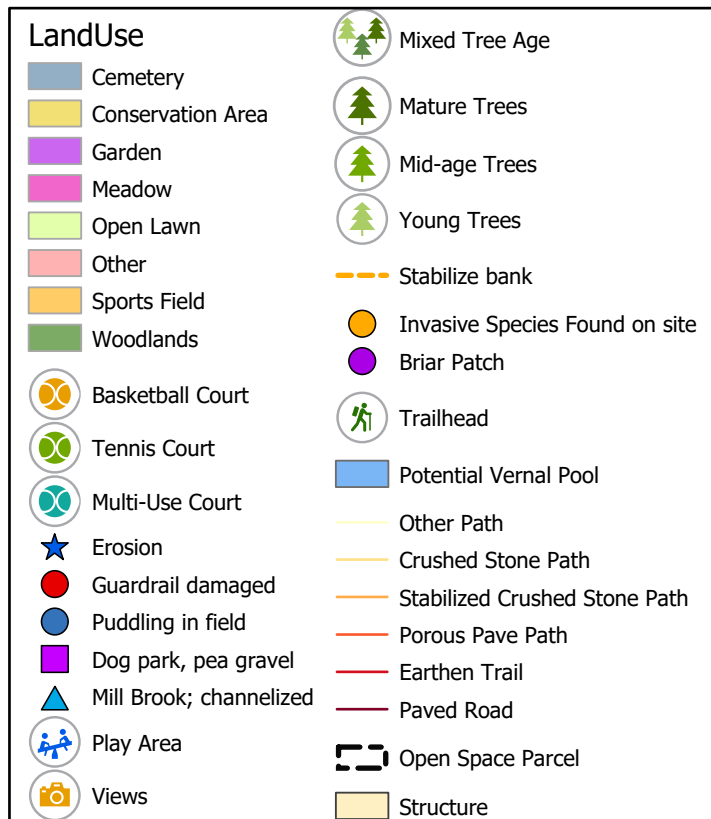 LandUse
Cemetery
Conservation Area
Garden
Meadow
Open Lawn
Other
Sports Field
Woodlands
Basketball Court
Tennis Court
Multi-Use Court
Erosion
Guardrail damaged
Puddling in field
Dog park, pea gravel
Mill Brook; channelized
Play Area
Views
Mixed Tree Age
Mature Trees
Mid-age Trees
Young Trees
Stabilize bank
Invasive Species Found on site
Briar Patch
Trailhead
Potential Vernal Pool
Other Path
Crushed Stone Path
Stabilized Crushed Stone Path
Porous Pave Path
Earthen Trail
Paved Road
Open Space Parcel
Structure